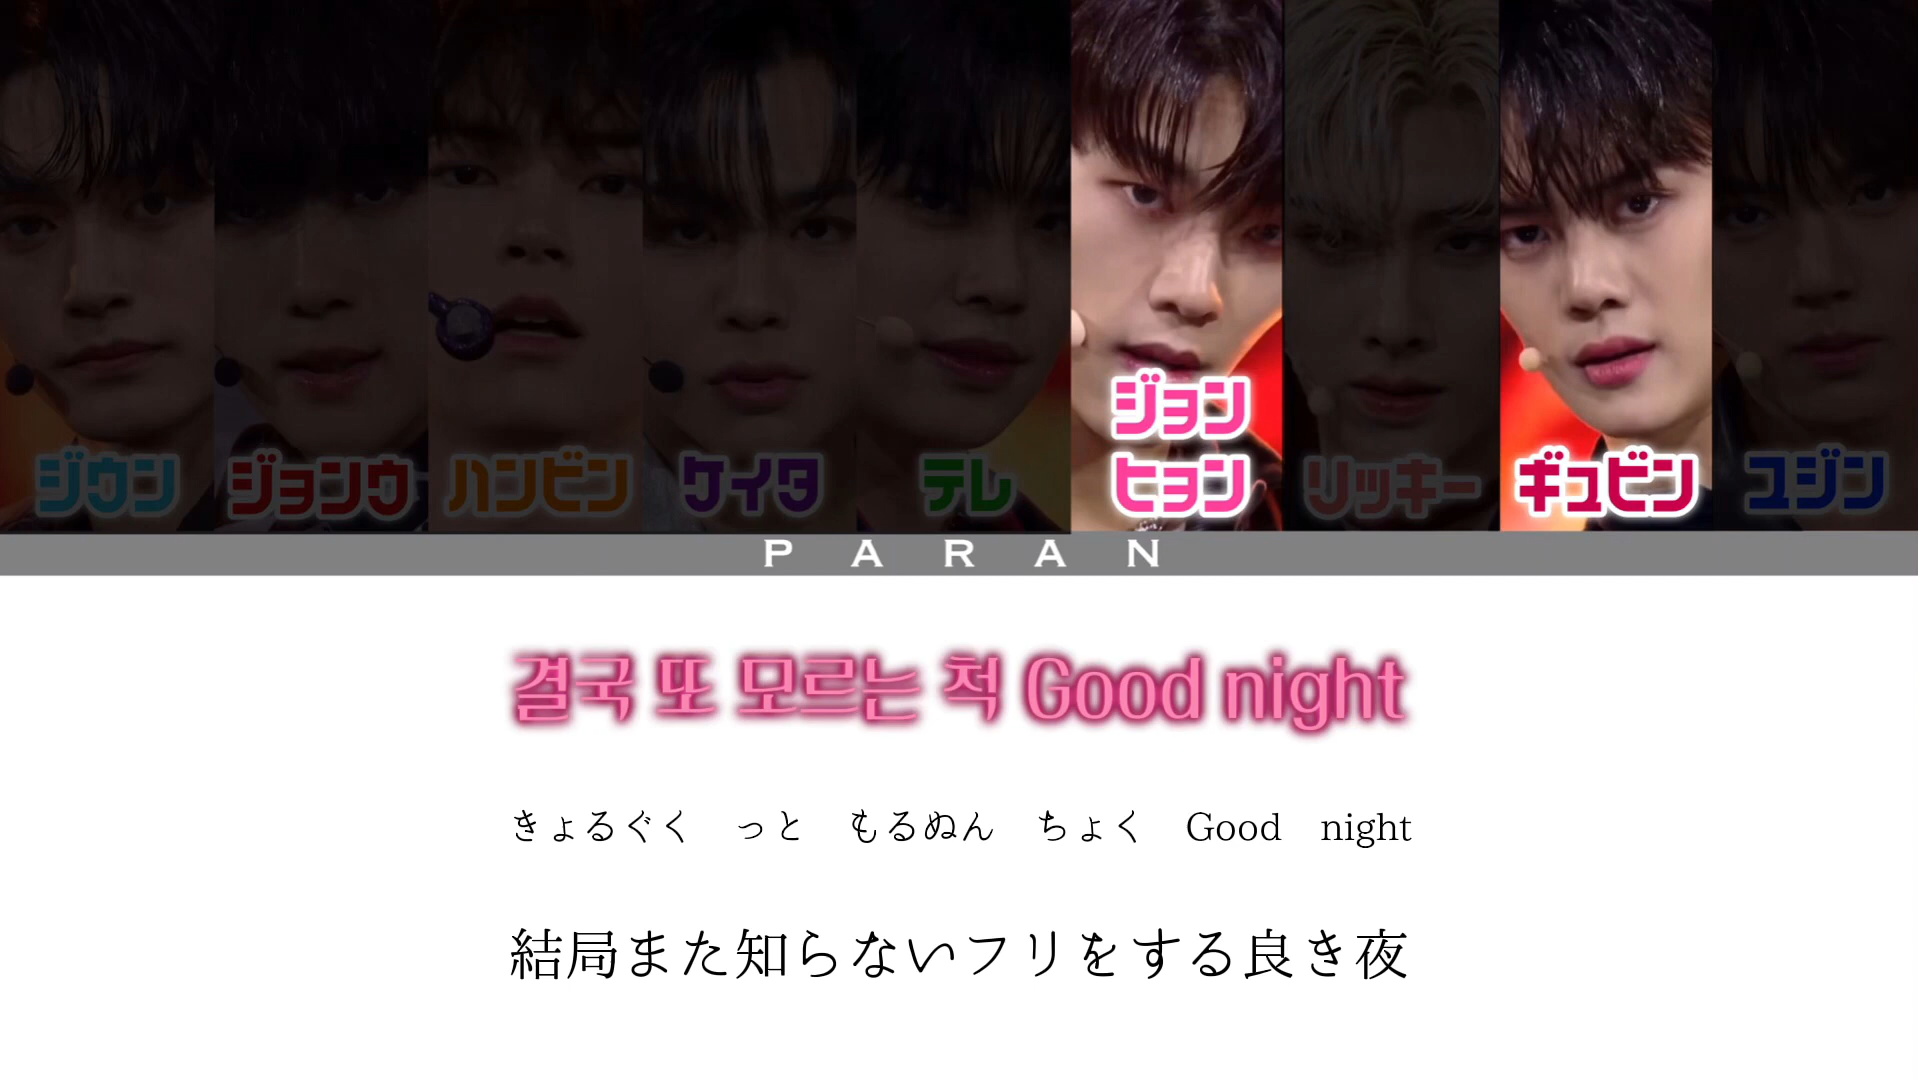 ジウン
ジョンウ
ハンビン
ケイタ
テレ
ジョン
ヒョン
リッキー
ギュビン
ユジン
PARAN
결국 또 모르는 척 Good night
きょるぐく っと もるぬん ちょく Good night
結局また知らないフリをする良き夜